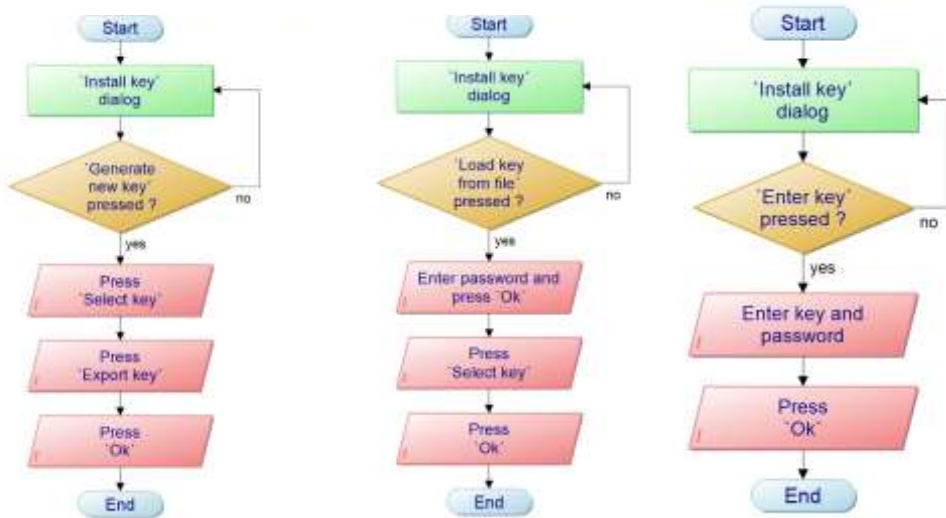 Start
`Install key´
dialog
`Generate
new key´
pressed ?
no
yes
Press
`Select key´
Press
`Export key´
Press
`Ok´
End
Start
`Install key´
dialog
`Load key
from file´
pressed ?
no
yes
Enter password and
press `Ok´
Press
`Select key´
Press
`Ok´
End
Start
`Install key´
dialog
`Enter key´
pressed ?
no
yes
Enter key and
password
Press
`Ok´
End